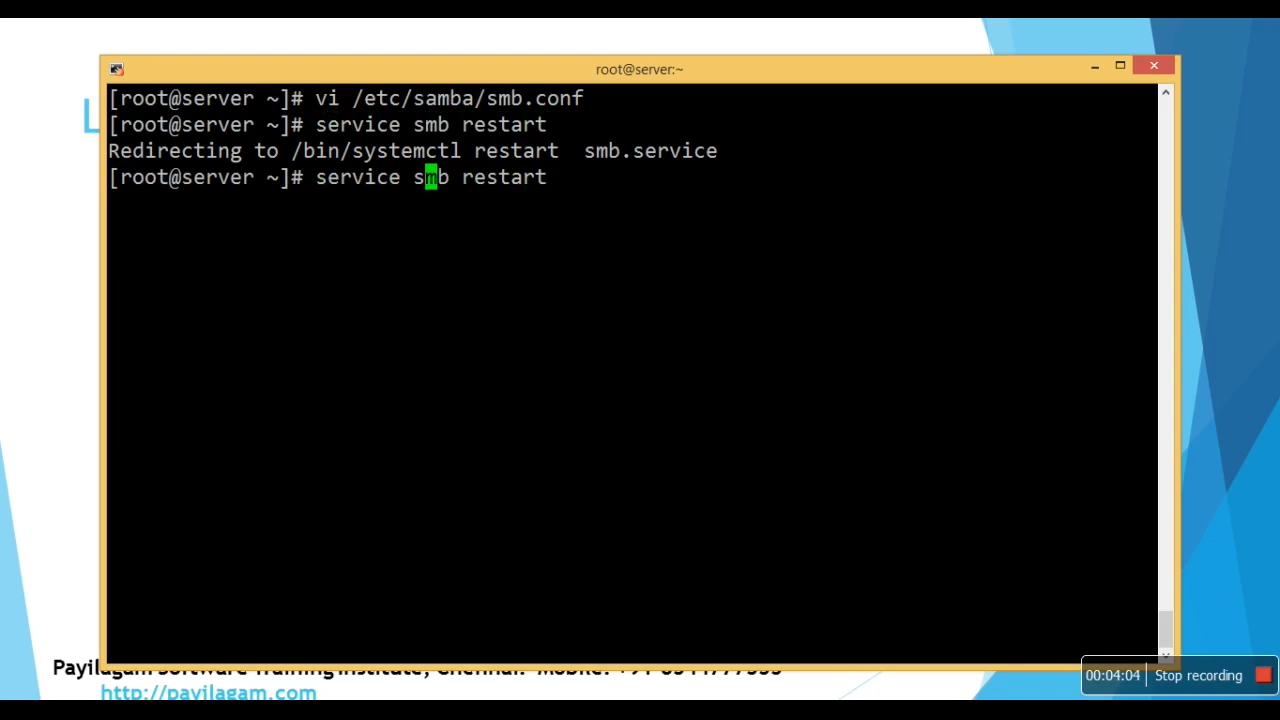 root@server:~
L
[root@server ~]# vi /etc/samba/smb.conf
[root@server ~]# service smb restart
Redirecting to /bin/systemctl restart  smb.service
[root@server ~]# service smb restart
Payilagam Software Training Institute, Chennai. Mobile: +91
http://payilagam.com
00:04:04 Stop recording